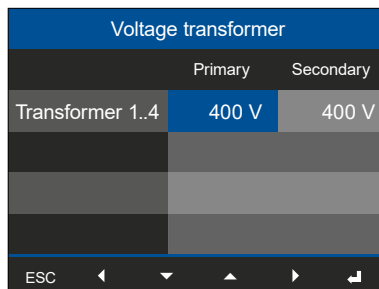 Voltage transformer
Primary Secondary
Transformer 1..4 400 V 400 V
ESC